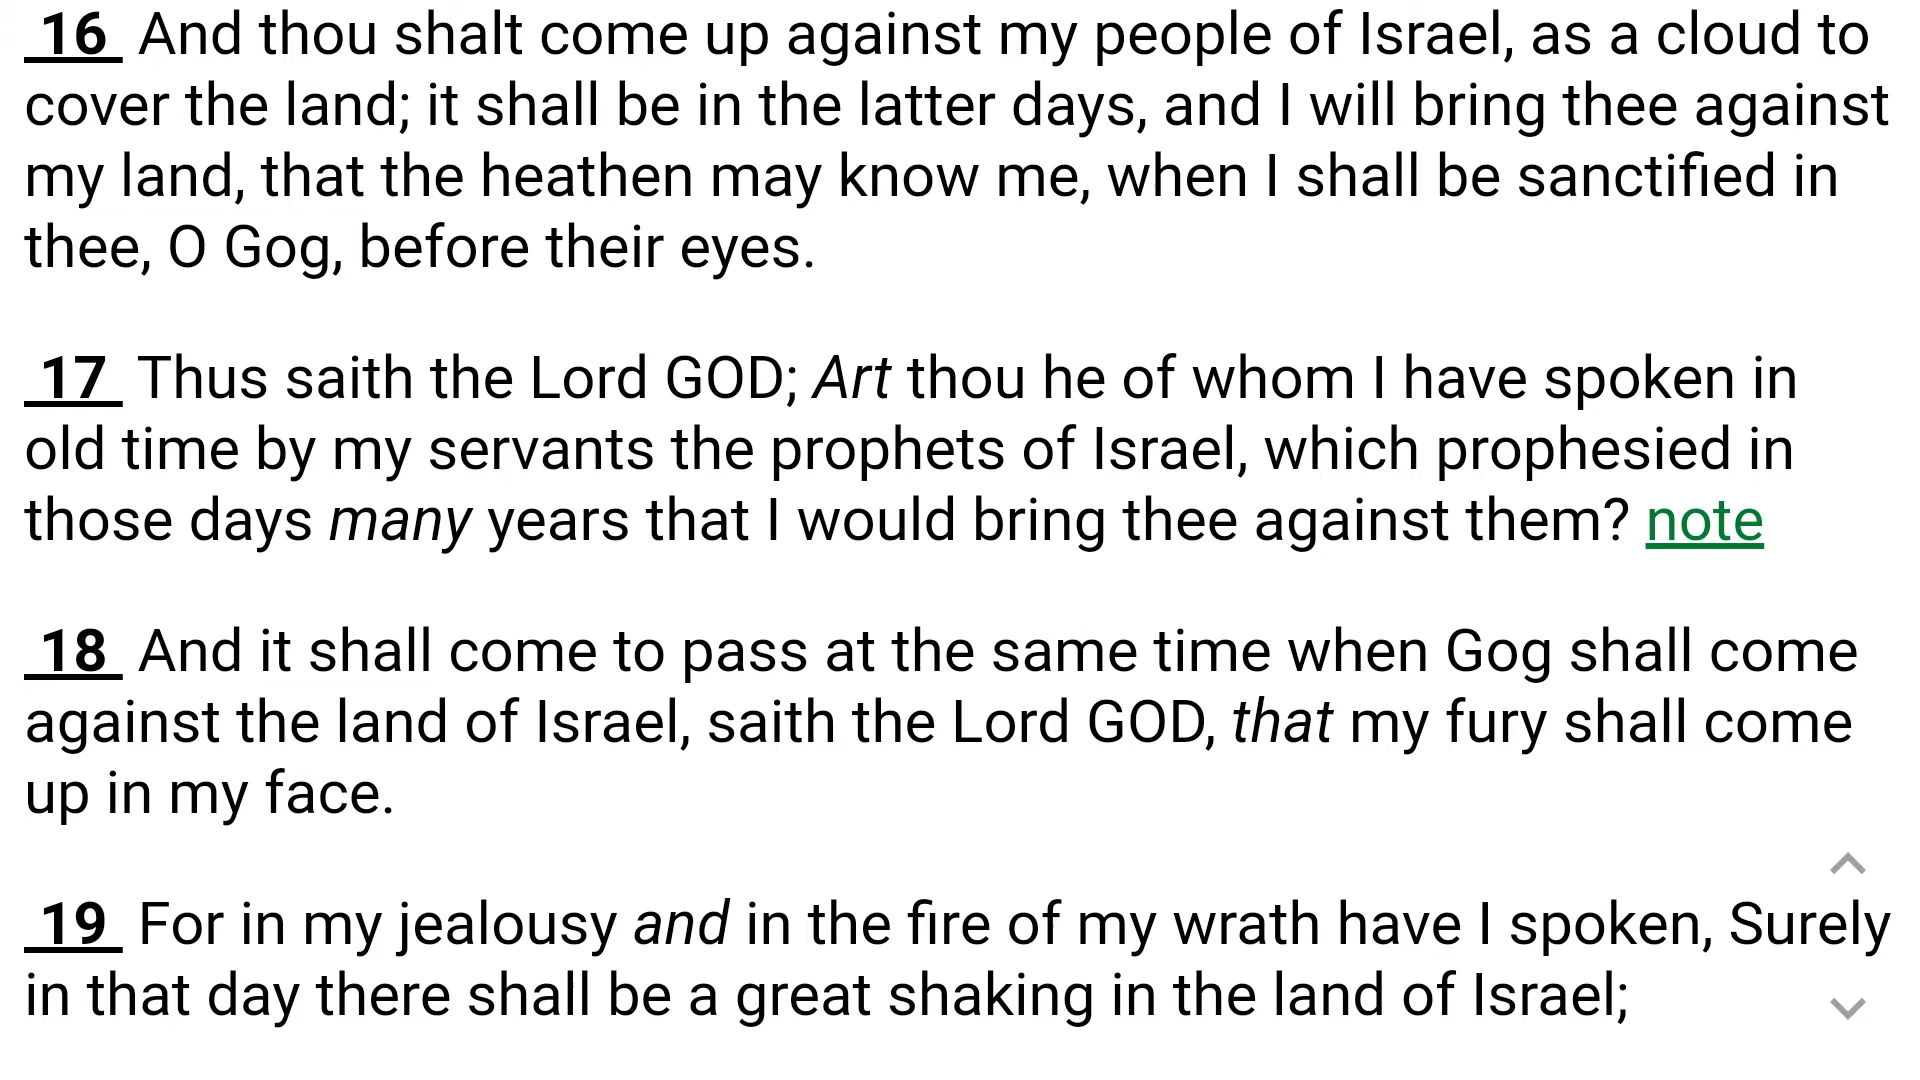 16 And thou shalt come up against my people of Israel, as a cloud to
cover the land; it shall be in the latter days, and I will bring thee against
my land, that the heathen may know me, when I shall be sanctified in
thee, O Gog, before their eyes.
17 Thus saith the Lord GOD; Art thou he of whom I have spoken in
old time by my servants the prophets of Israel, which prophesied in
those days many years that I would bring thee against them? note
18 And it shall come to pass at the same time when Gog shall come
against the land of Israel, saith the Lord GOD, that my fury shall come
up in my face.
19 For in my jealousy and in the fire of my wrath have I spoken, Surely
in that day there shall be a great shaking in the land of Israel;